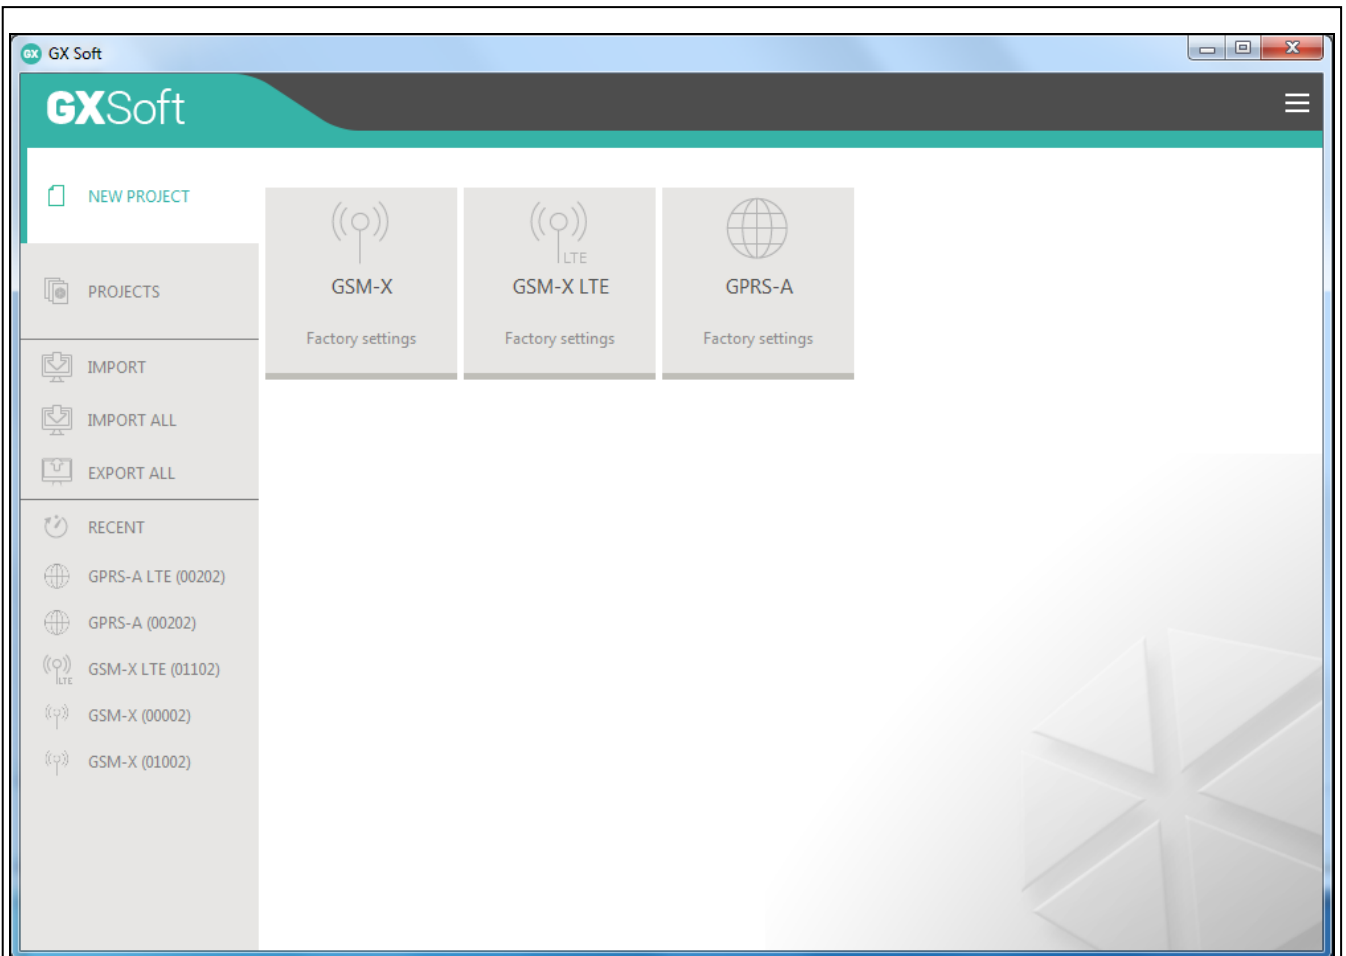 GX GX Soft
GXSoft
NEW PROJECT
PROJECTS
IMPORT
IMPORT ALL
EXPORT ALL
RECENT
GPRS-A LTE (00202)
GPRS-A (00202)
LTE GSM-X LTE (01102)
GSM-X (00002)
GSM-X (01002)
GSM-X
Factory settings
LTE
GSM-X LTE
Factory settings
GPRS-A
Factory settings